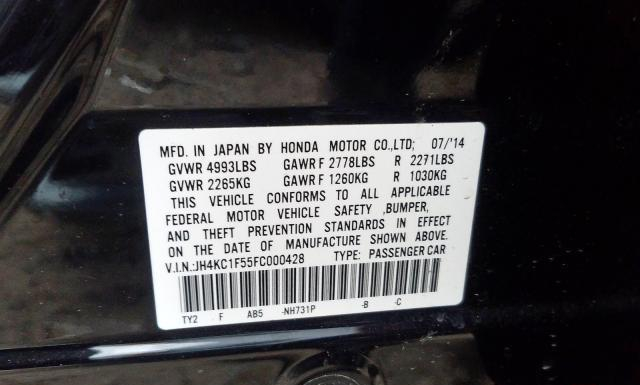 MFD. IN JAPAN BY HONDA MOTOR CO.,LTD; 07/'14
GVWR 4993LBS GAWR F 2778LBS R 2271LBS
GVWR 2265KG GAWR F 1260KG R 1030KG
THIS VEHICLE CONFORMS TO ALL APPLICABLE
FEDERAL MOTOR VEHICLE SAFETY ,BUMPER,
AND THEFT PREVENTION STANDARDS IN EFFECT
ON THE DATE OF MANUFACTURE SHOWN ABOVE.
V.I.N.:JH4KC1F55FC000428 TYPE: PASSENGER CAR
TY2 F AB5 -NH731P -B -C